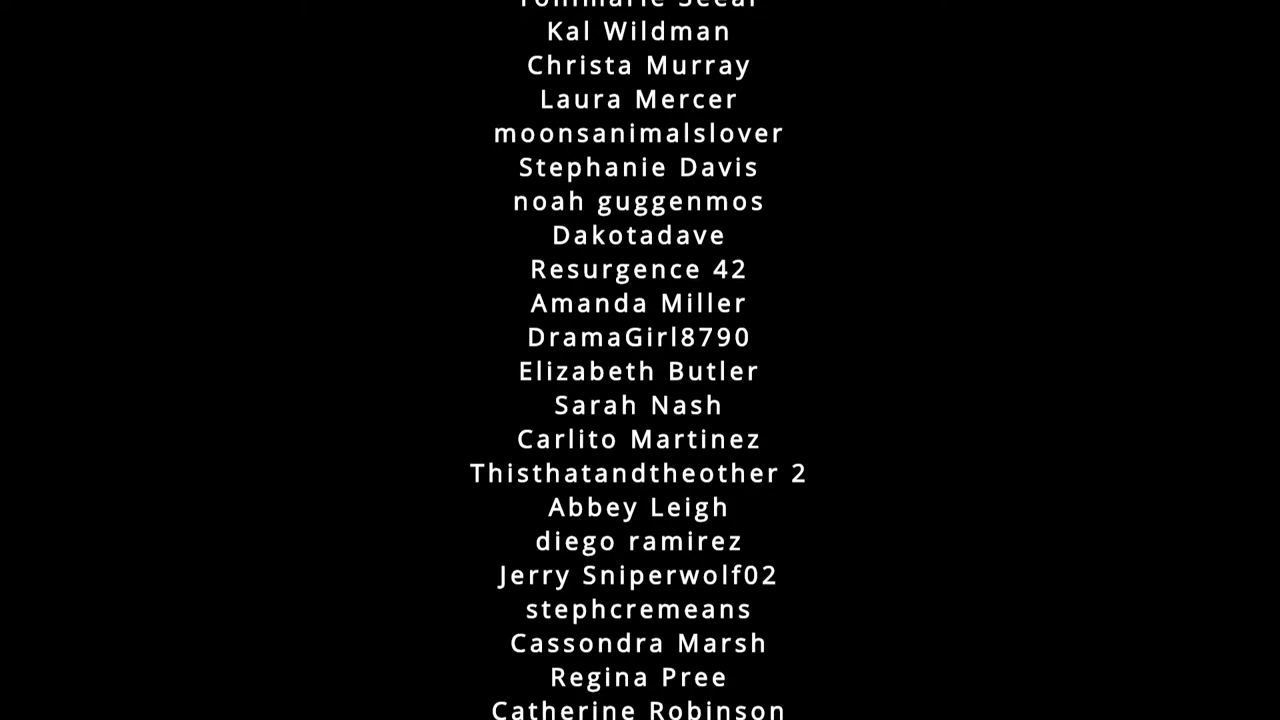 Kal Wildman
Christa Murray
Laura Mercer
moonsanimalslover
Stephanie Davis
noah guggenmos
Dakotadave
Resurgence 42
Amanda Miller
DramaGirl8790
Elizabeth Butler
Sarah Nash
Carlito Martinez
Thisthatandtheother 2
Abbey Leigh
diego ramirez
Jerry Sniperwolf02
stephcremeans
Cassondra Marsh
Regina Pree
Catherine Robinson